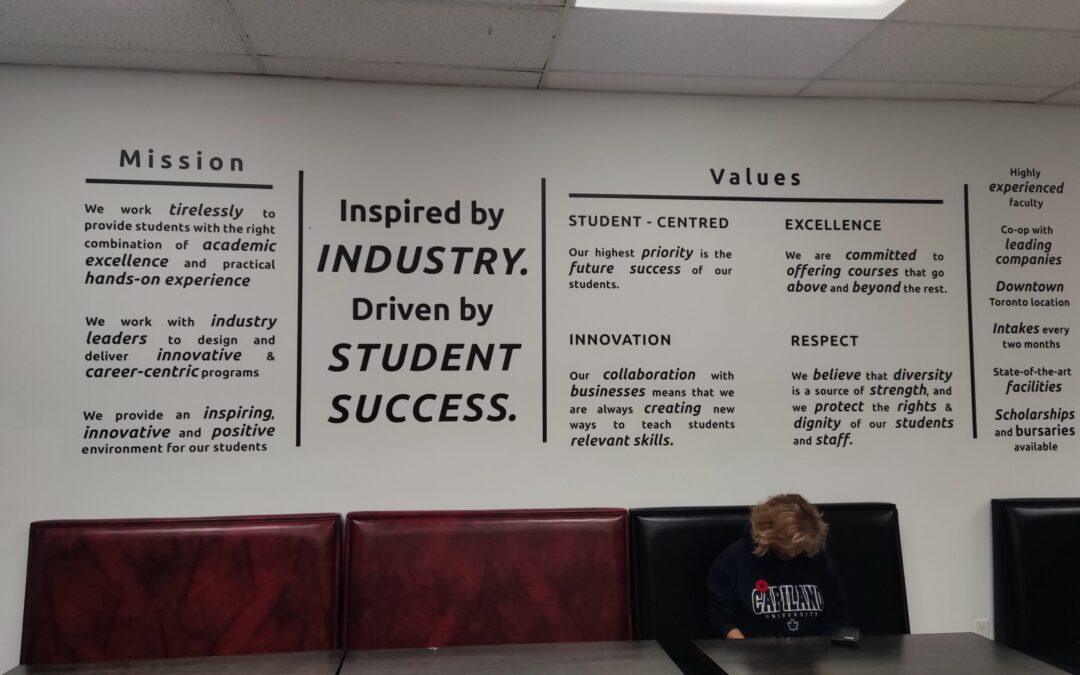 Mission
We work tirelessly to
provide students with the right
combination of academic
excellence and practical
hands-on experience
We work with industry
leaders to design and
deliver innovative &
career-centric programs
We provide an inspiring,
innovative and positive
environment for our students
Inspired by
INDUSTRY.
Driven by
STUDENT
SUCCESS.
Values
STUDENT - CENTRED
Our highest priority is the
future success of our
students.
EXCELLENCE
We are committed to
offering courses that go
above and beyond the rest.
INNOVATION
Our collaboration with
businesses means that we
are always creating new
ways to teach students
relevant skills.
RESPECT
We believe that diversity
is a source of strength, and
we protect the rights &
dignity of our students
and staff.
Highly
experienced
faculty
Co-op with
leading
companies
Downtown
Toronto location
Intakes every
two months
State-of-the-art
facilities
Scholarships
and bursaries
available
CAPILANO
UNIVERSITY